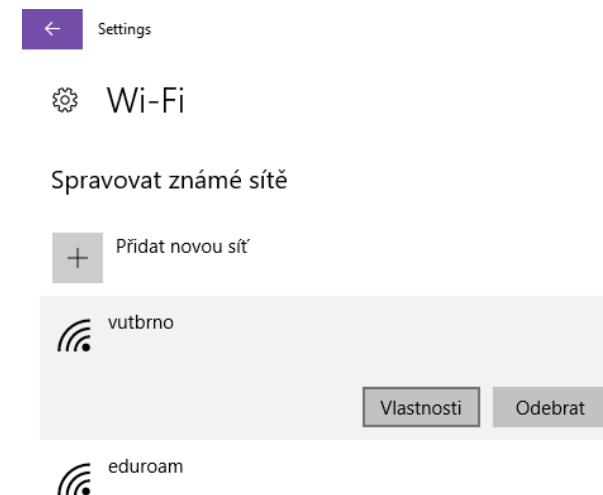 Settings
Wi-Fi
Spravovat známé sítě
Přidat novou síť
vutbrno
Vlastnosti Odebrat
eduroam